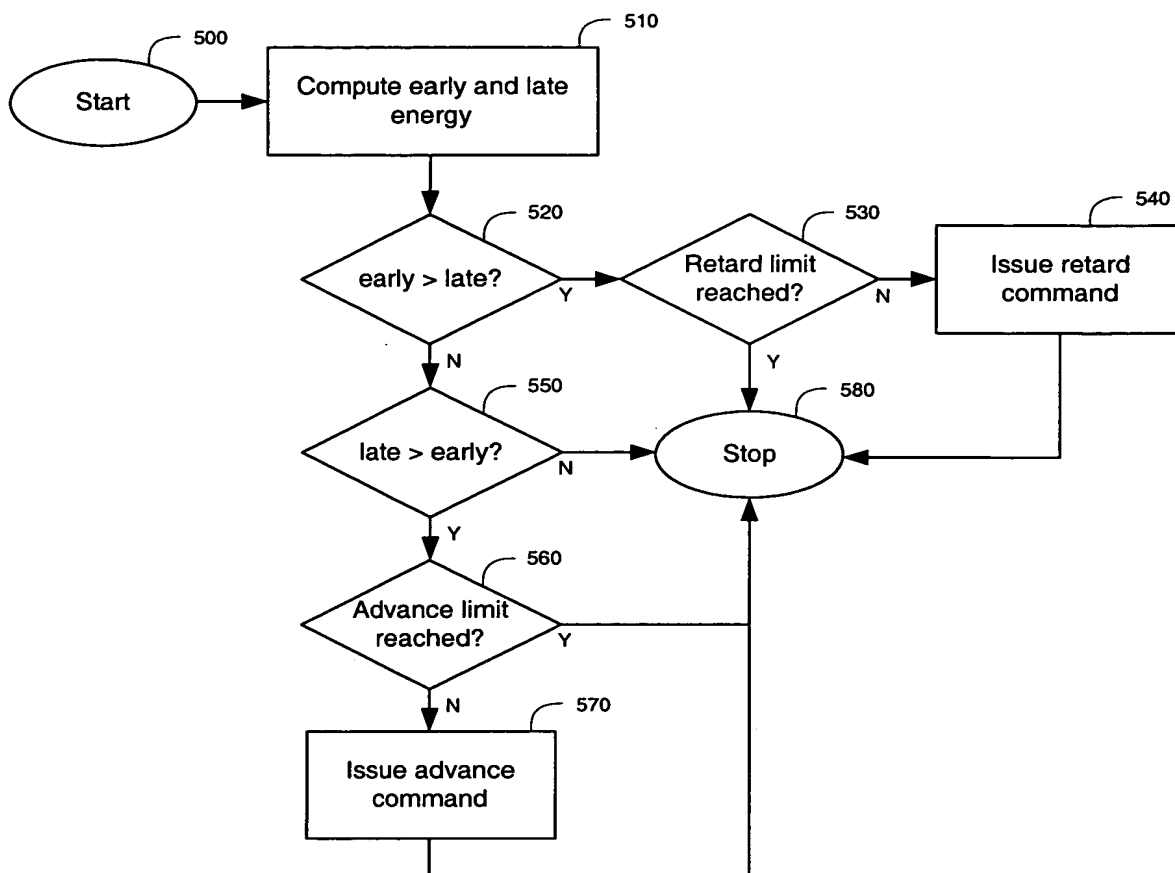 500
Start
510
Compute early and late
energy
520
early > late?
Y
N
530
Retard limit
reached?
N
Y
540
Issue retard
command
550
late > early?
N
Y
580
Stop
560
Advance limit
reached?
Y
N
570
Issue advance
command